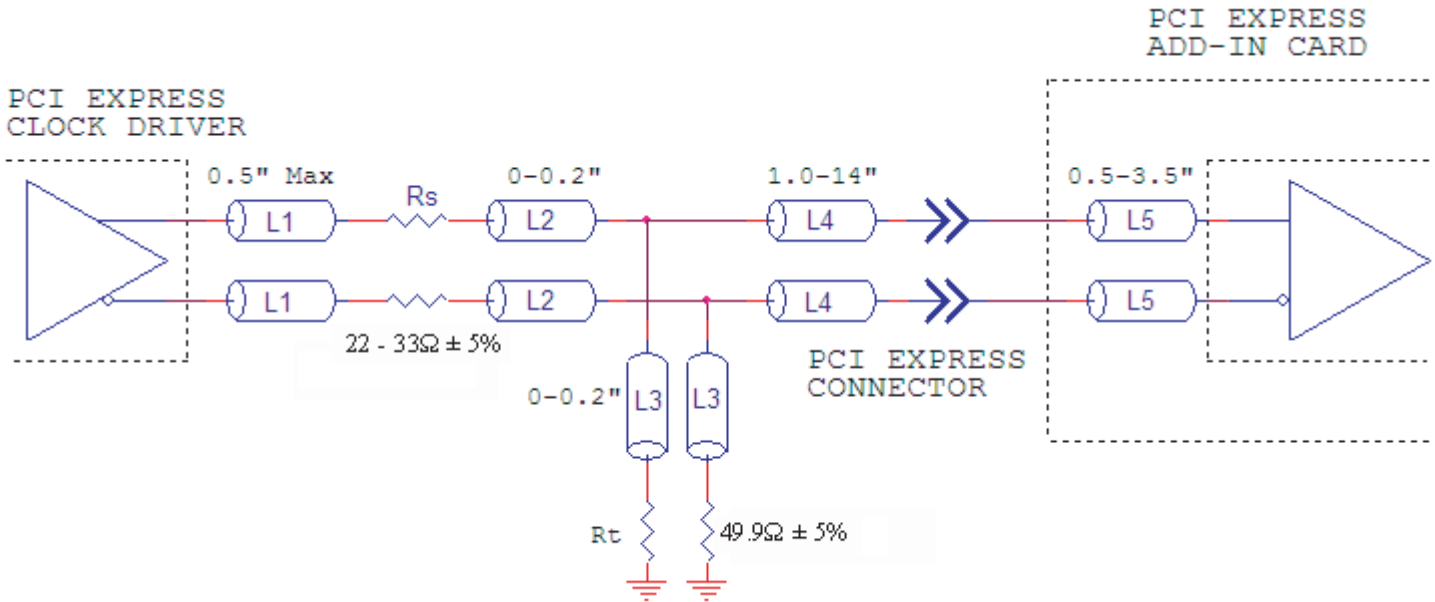 PCI EXPRESS
ADD-IN CARD
PCI EXPRESS
CLOCK DRIVER
0.5" Max
0-0.2"
1.0-14"
0.5-3.5"
Rs
L1
L2
L4
L5
L1
L2
L4
L5
22 - 33Ω ± 5%
PCI EXPRESS
CONNECTOR
0-0.2"
L3
L3
Rt
49.9Ω ± 5%